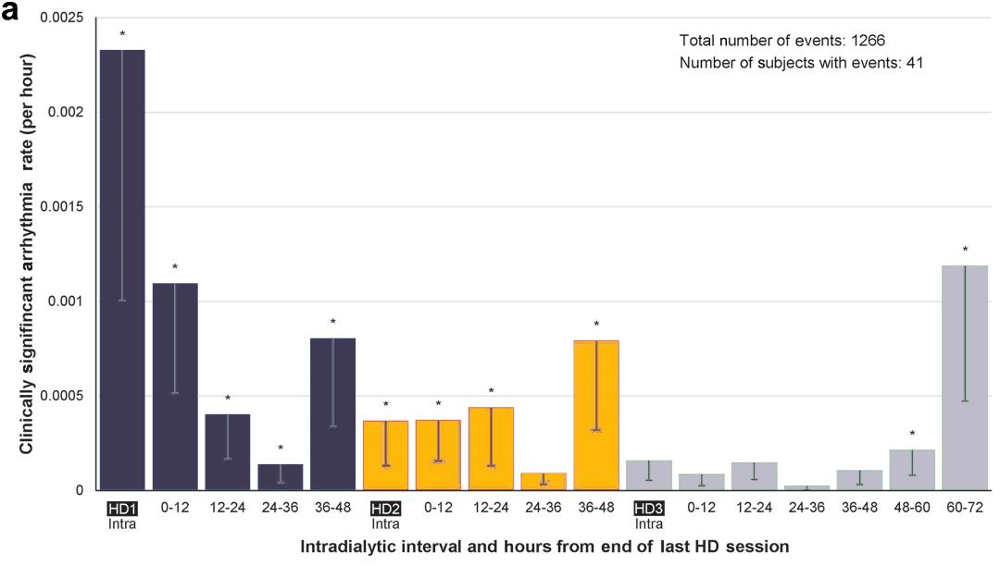 a
Total number of events: 1266
Number of subjects with events: 41
Clinically signifincant arrhythmia rate (per hour)
0.0025
0.002
0.0015
0.001
0.0005
0
* * * * * * * * * * *
HD1 0-12 12-24 24-36 36-48 HD2 0-12 12-24 24-36 36-48 HD3 0-12 12-24 24-36 36-48 48-60 60-72
Intra Intra Intra
Intradialytic interval and hours from end of last HD session